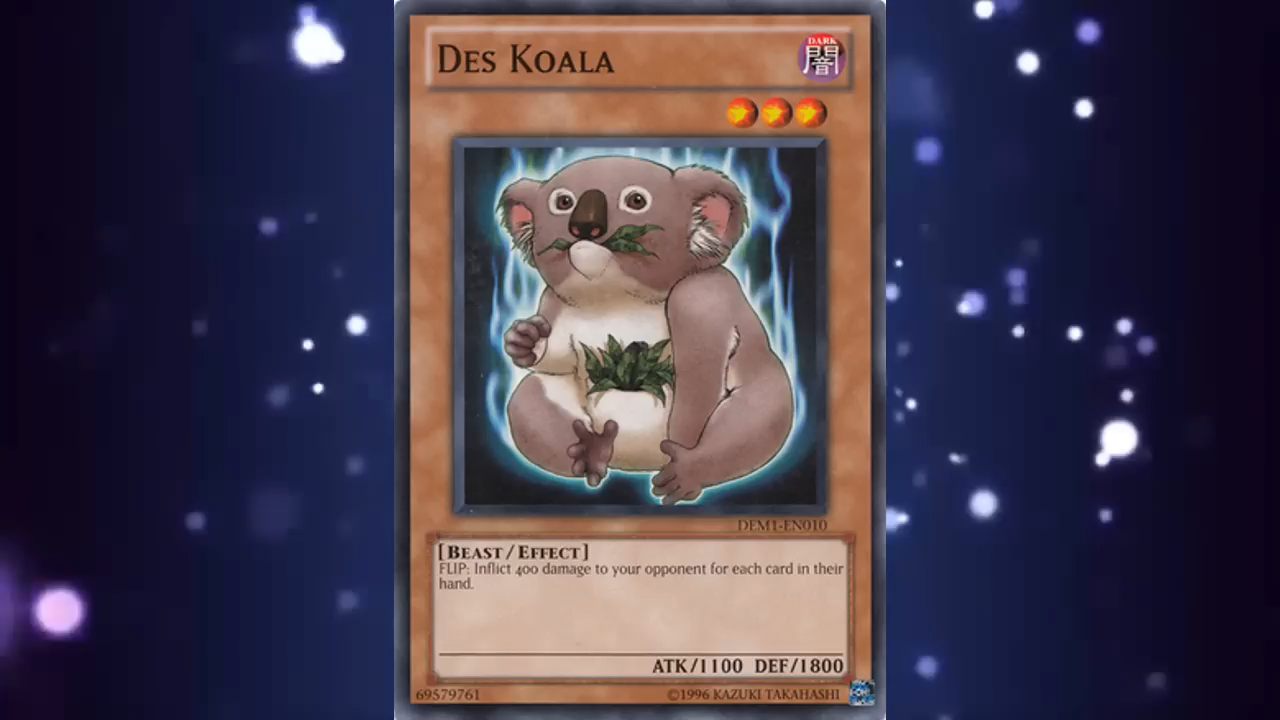 DES KOALA
DARK
闇
DEM1-EN010
[BEAST/EFFECT]
FLIP: Inflict 400 damage to your opponent for each card in their
hand.
ATK/1100 DEF/1800
69579761
©1996 KAZUKI TAKAHASHI